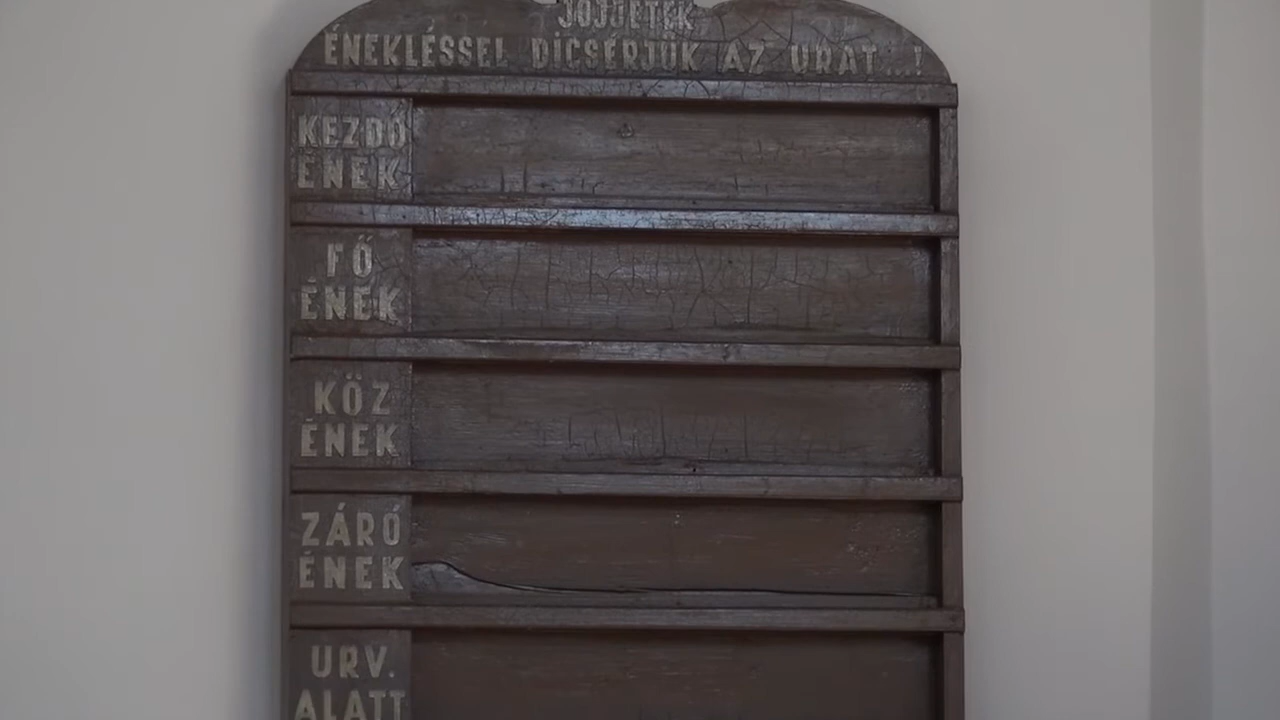 JÖJJETEK
ÉNEKLÉSSEL DICSÉRJÜK AZ URAT...!
KEZDŐ
ÉNEK
FŐ
ÉNEK
KÖZ
ÉNEK
ZÁRÓ
ÉNEK
URV.
ALATT